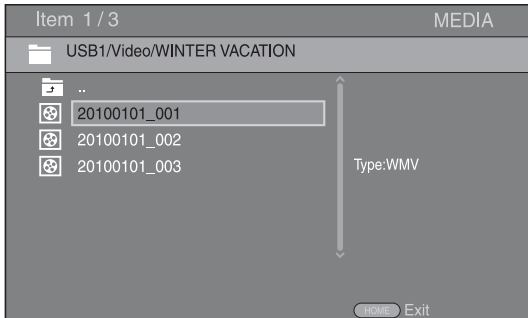 Item 1/3 MEDIA
USB1/Video/WINTER VACATION
..
20100101_001
20100101_002
20100101_003
Type:WMV
HOME Exit